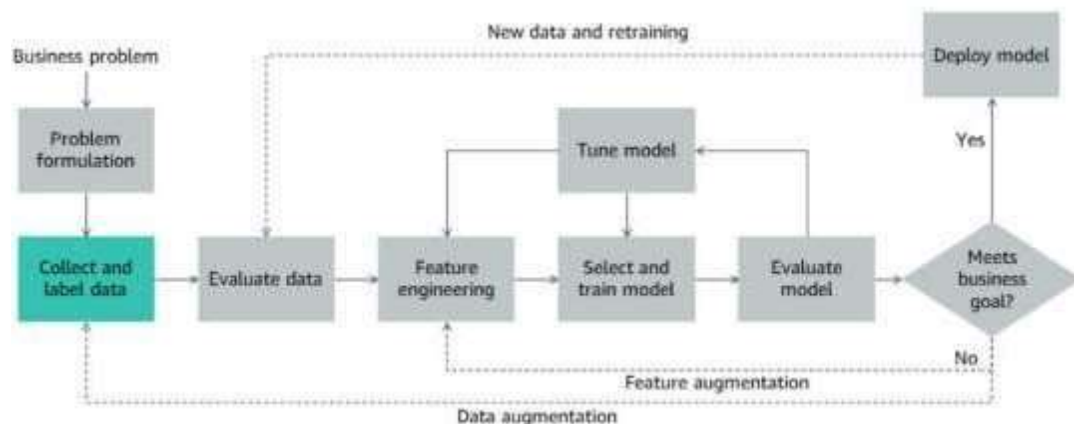 New data and retraining
Deploy model
Business problem
Problem
formulation
Tune model
Yes
Collect and
label data
Evaluate data
Feature
engineering
Select and
train model
Evaluate
model
Meets
business
goal?
No
Feature augmentation
Data augmentation